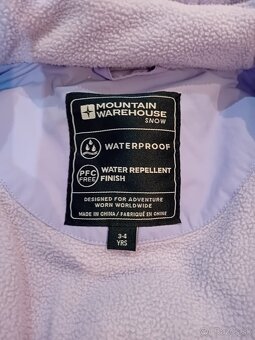 MOUNTAIN
WAREHOUSE
SNOW
WATERPROOF
PFC
FREE
WATER REPELLENT
FINISH
DESIGNED FOR ADVENTURE
WORN WORLDWIDE
MADE IN CHINA / FABRIQUÉ EN CHINE
3-4
YRS